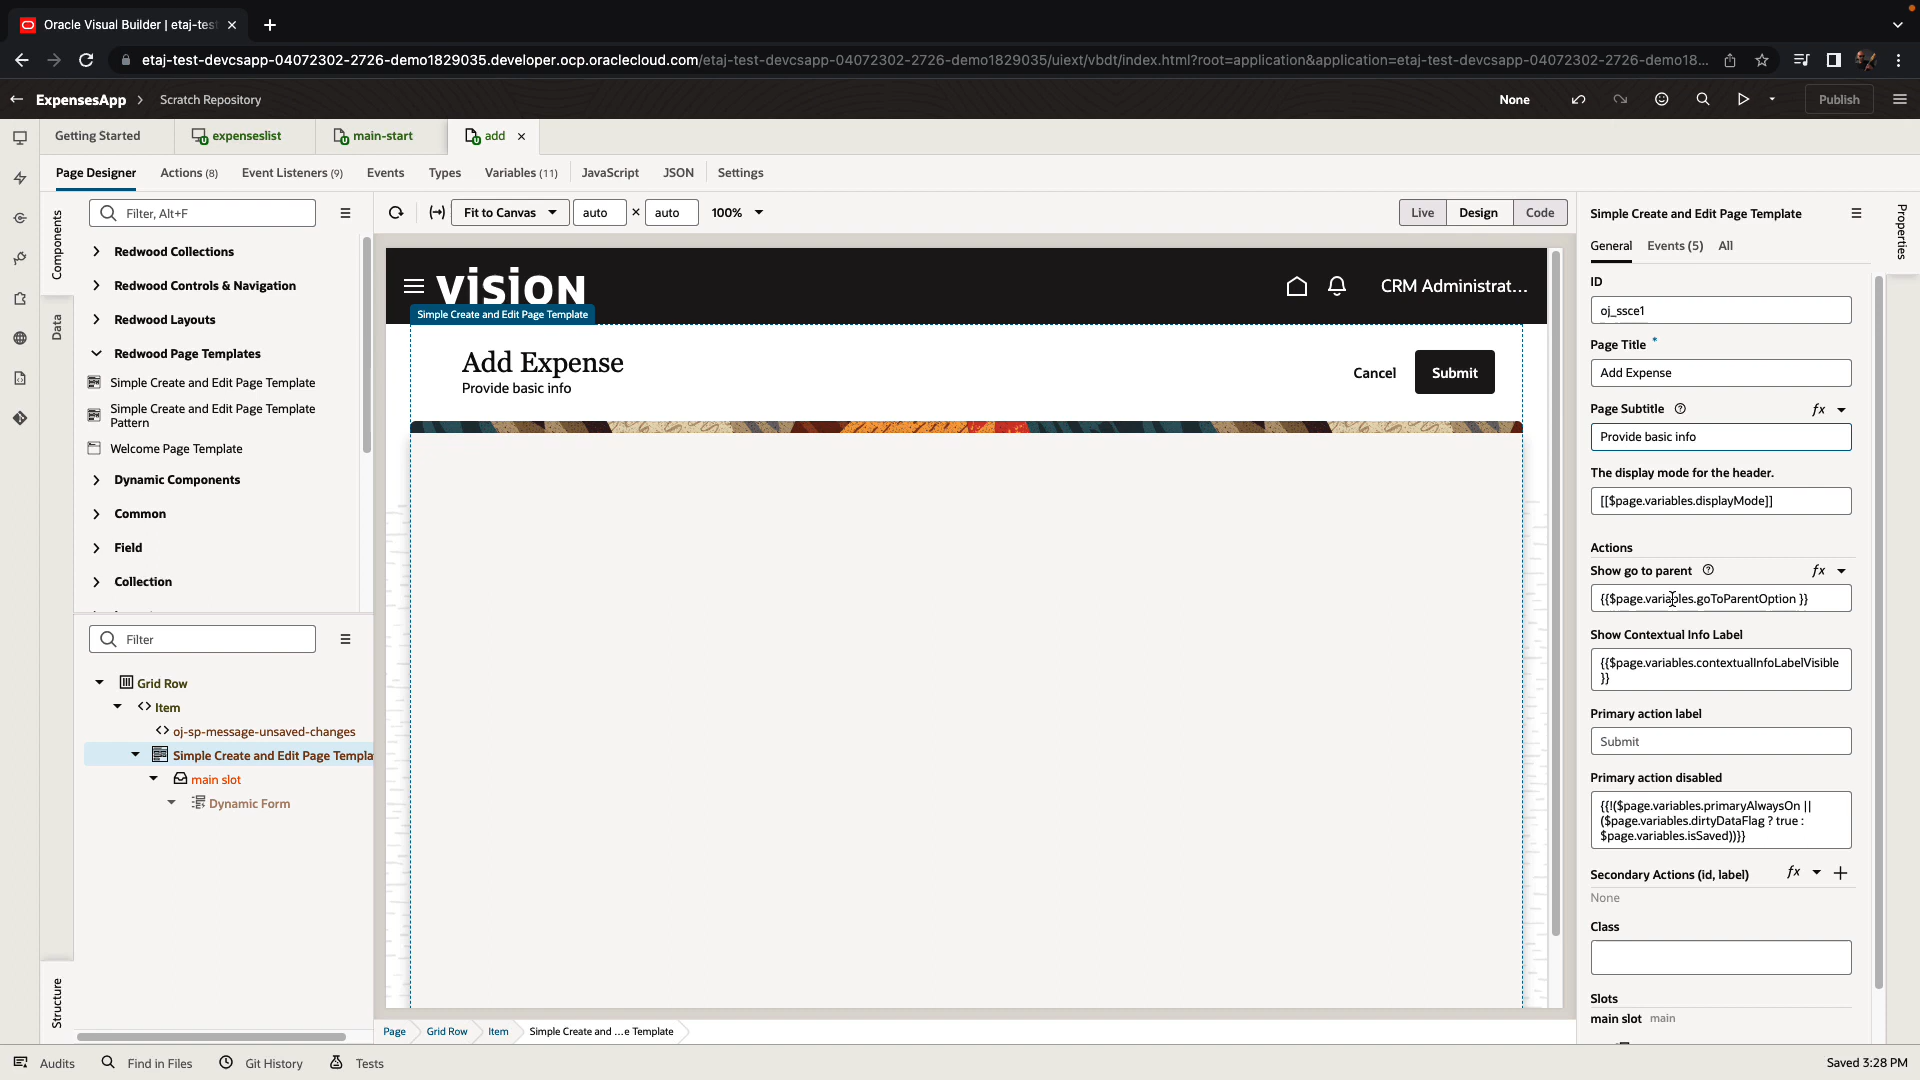 Oracle Visual Builder | etaj-test
etaj-test-devcsapp-04072302-2726-demo1829035.developer.ocp.oraclecloud.com/etaj-test-devcsapp-04072302-2726-demo1829035/uiext/vbdt/index.html?root=application&application=etaj-test-devcsapp-04072302-2726-demo18...
ExpensesApp
Scratch Repository
None
Publish
Getting Started
expenseslist
main-start
add
Page Designer
Actions (8)
Event Listeners (9)
Events
Types
Variables (11)
JavaScript
JSON
Settings
Components
Data
Filter, Alt+F
Redwood Collections
Redwood Controls & Navigation
Redwood Layouts
Redwood Page Templates
Simple Create and Edit Page Template
Simple Create and Edit Page Template
Pattern
Welcome Page Template
Dynamic Components
Common
Field
Collection
Structure
Filter
Grid Row
Item
oj-sp-message-unsaved-changes
Simple Create and Edit Page Templa
main slot
Dynamic Form
Fit to Canvas
auto
×
auto
100%
Live
Design
Code
vision
CRM Administrat...
Simple Create and Edit Page Template
Add Expense
Provide basic info
Cancel
Submit
Page
Grid Row
Item
Simple Create and ...e Template
Properties
Simple Create and Edit Page Template
General
Events (5)
All
ID
oj_ssce1
Page Title *
Add Expense
Page Subtitle
fx
Provide basic info
The display mode for the header.
[[$page.variables.displayMode]]
Actions
Show go to parent
fx
{{$page.variables.goToParentOption }}
Show Contextual Info Label
{{$page.variables.contextualInfoLabelVisible
}}
Primary action label
Submit
Primary action disabled
{{!($page.variables.primaryAlwaysOn ||
($page.variables.dirtyDataFlag ? true :
$page.variables.isSaved))}}
Secondary Actions (id, label)
fx
None
Class
Slots
main slot main
Audits
Find in Files
Git History
Tests
Saved 3:28 PM